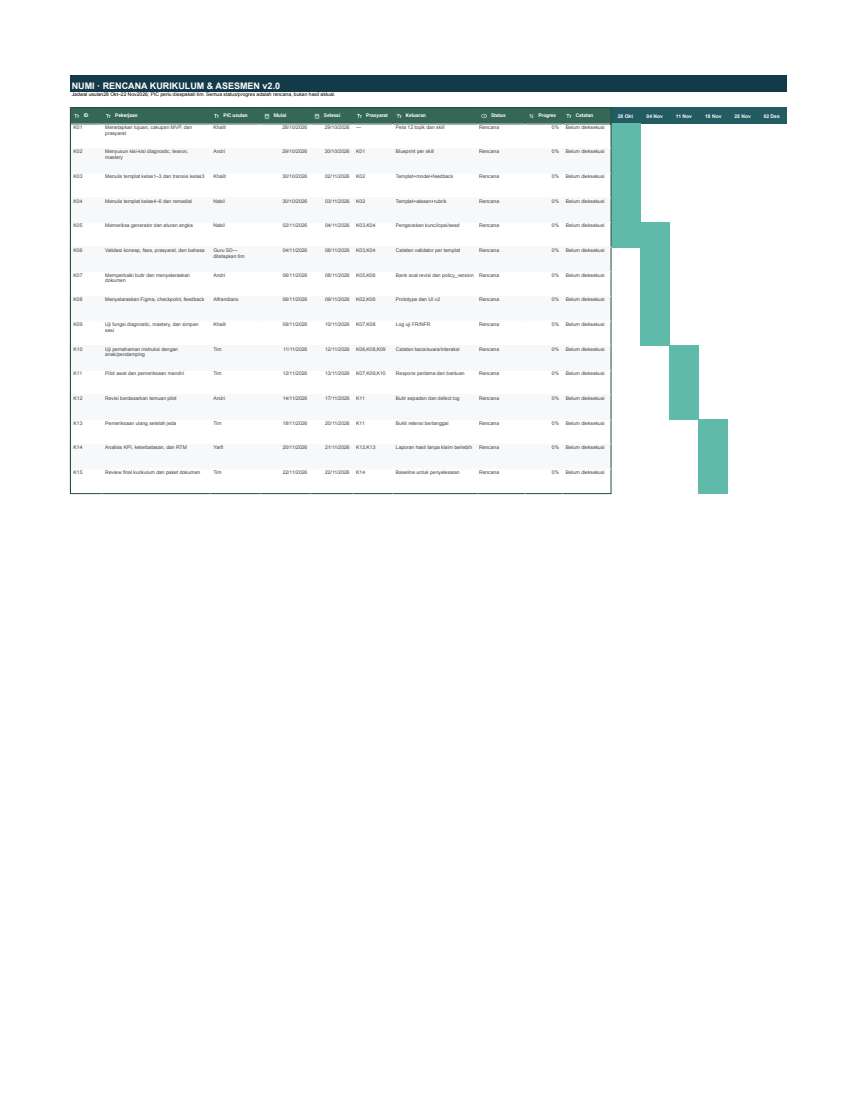 NUMI · RENCANA KURIKULUM & ASESMEN v2.0
Jadwal usulan28 Okt–22 Nov2026; PIC perlu disepakati tim. Semua status/progres adalah rencana, bukan hasil aktual.
Tт ID Tт Pekerjaan Tт PIC usulan Mulai Selesai Tт Prasyarat Tт Keluaran Status % Progres Tт Catatan 28 Okt 04 Nov 11 Nov 18 Nov 25 Nov 02 Des
K01 Menetapkan tujuan, cakupan MVP, dan Khalil 28/10/2026 29/10/2026 — Peta 12 topik dan skill Rencana 0% Belum dieksekusi
prasyarat
K02 Menyusun kisi-kisi diagnostic, lesson, Andri 29/10/2026 30/10/2026 K01 Blueprint per skill Rencana 0% Belum dieksekusi
mastery
K03 Menulis templat kelas1–3 dan transisi kelas3 Khalil 30/10/2026 02/11/2026 K02 Templat+model+feedback Rencana 0% Belum dieksekusi
K04 Menulis templat kelas4–6 dan remedial Nabil 30/10/2026 03/11/2026 K02 Templat+alasan+rubrik Rencana 0% Belum dieksekusi
K05 Memeriksa generator dan aturan angka Nabil 02/11/2026 04/11/2026 K03,K04 Pengecekan kunci/opsi/seed Rencana 0% Belum dieksekusi
K06 Validasi konsep, fase, prasyarat, dan bahasa Guru SD— 04/11/2026 06/11/2026 K03,K04 Catatan validator per templat Rencana 0% Belum dieksekusi
ditetapkan tim
K07 Memperbaiki butir dan menyelaraskan Andri 06/11/2026 08/11/2026 K05,K06 Bank soal revisi dan policy_version Rencana 0% Belum dieksekusi
dokumen
K08 Menyelaraskan Figma, checkpoint, feedback Alfrendiano 08/11/2026 09/11/2026 K02,K06 Prototype dan UI v2 Rencana 0% Belum dieksekusi
K09 Uji fungsi diagnostic, mastery, dan simpan Khalil 09/11/2026 10/11/2026 K07,K08 Log uji FR/NFR Rencana 0% Belum dieksekusi
sesi
K10 Uji pemahaman instruksi dengan Tim 11/11/2026 12/11/2026 K06,K08,K09 Catatan baca/suara/interaksi Rencana 0% Belum dieksekusi
anak/pendamping
K11 Pilot awal dan pemeriksaan mandiri Tim 12/11/2026 13/11/2026 K07,K09,K10 Respons pertama dan bantuan Rencana 0% Belum dieksekusi
K12 Revisi berdasarkan temuan pilot Andri 14/11/2026 17/11/2026 K11 Butir sepadan dan defect log Rencana 0% Belum dieksekusi
K13 Pemeriksaan ulang setelah jeda Tim 18/11/2026 20/11/2026 K11 Bukti retensi bertanggal Rencana 0% Belum dieksekusi
K14 Analisis KPI, keterbatasan, dan RTM Yarfi 20/11/2026 21/11/2026 K12,K13 Laporan hasil tanpa klaim berlebih Rencana 0% Belum dieksekusi
K15 Review final kurikulum dan paket dokumen Tim 22/11/2026 22/11/2026 K14 Baseline untuk penyelesaian Rencana 0% Belum dieksekusi